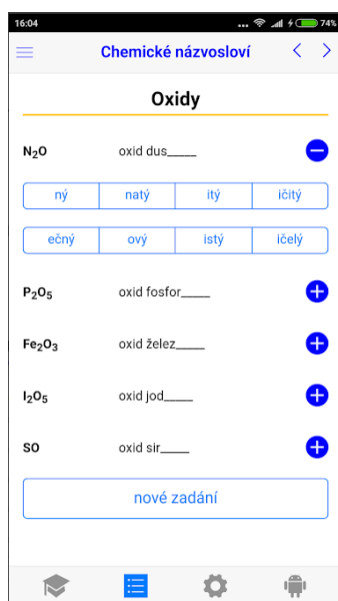 16:04 ... 74%
Chemické názvosloví
Oxidy
N₂O oxid dus_____
ný natý itý ičitý
ečný ový istý ičelý
P₂O₅ oxid fosfor_____
Fe₂O₃ oxid želez_____
I₂O₅ oxid jod_____
SO oxid sir_____
nové zadání